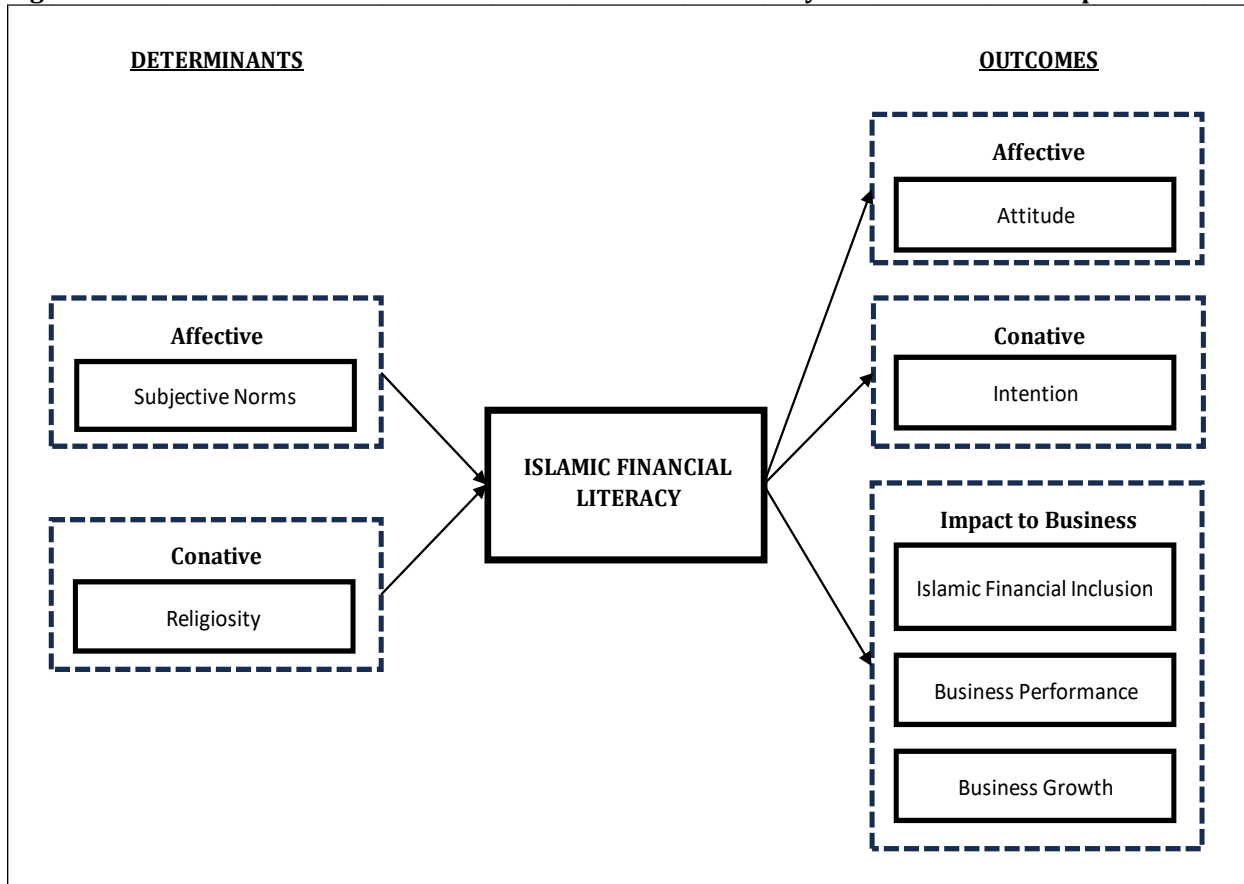 DETERMINANTS
OUTCOMES
Affective
Attitude
Affective
Subjective Norms
Conative
Intention
ISLAMIC FINANCIAL
LITERACY
Conative
Religiosity
Impact to Business
Islamic Financial Inclusion
Business Performance
Business Growth